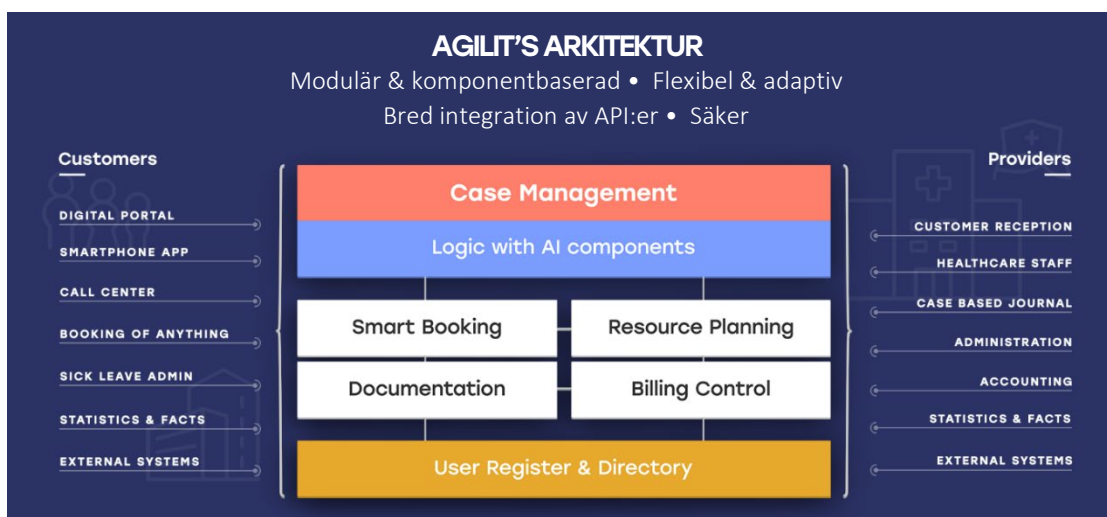 AGILIT'S ARKITEKTUR
Modulär & komponentbaserad • Flexibel & adaptiv
Bred integration av API:er • Säker
Customers
DIGITAL PORTAL
SMARTPHONE APP
CALL CENTER
BOOKING OF ANYTHING
SICK LEAVE ADMIN
STATISTICS & FACTS
EXTERNAL SYSTEMS
Case Management
Logic with AI components
Smart Booking
Resource Planning
Documentation
Billing Control
User Register & Directory
Providers
CUSTOMER RECEPTION
HEALTHCARE STAFF
CASE BASED JOURNAL
ADMINISTRATION
ACCOUNTING
STATISTICS & FACTS
EXTERNAL SYSTEMS